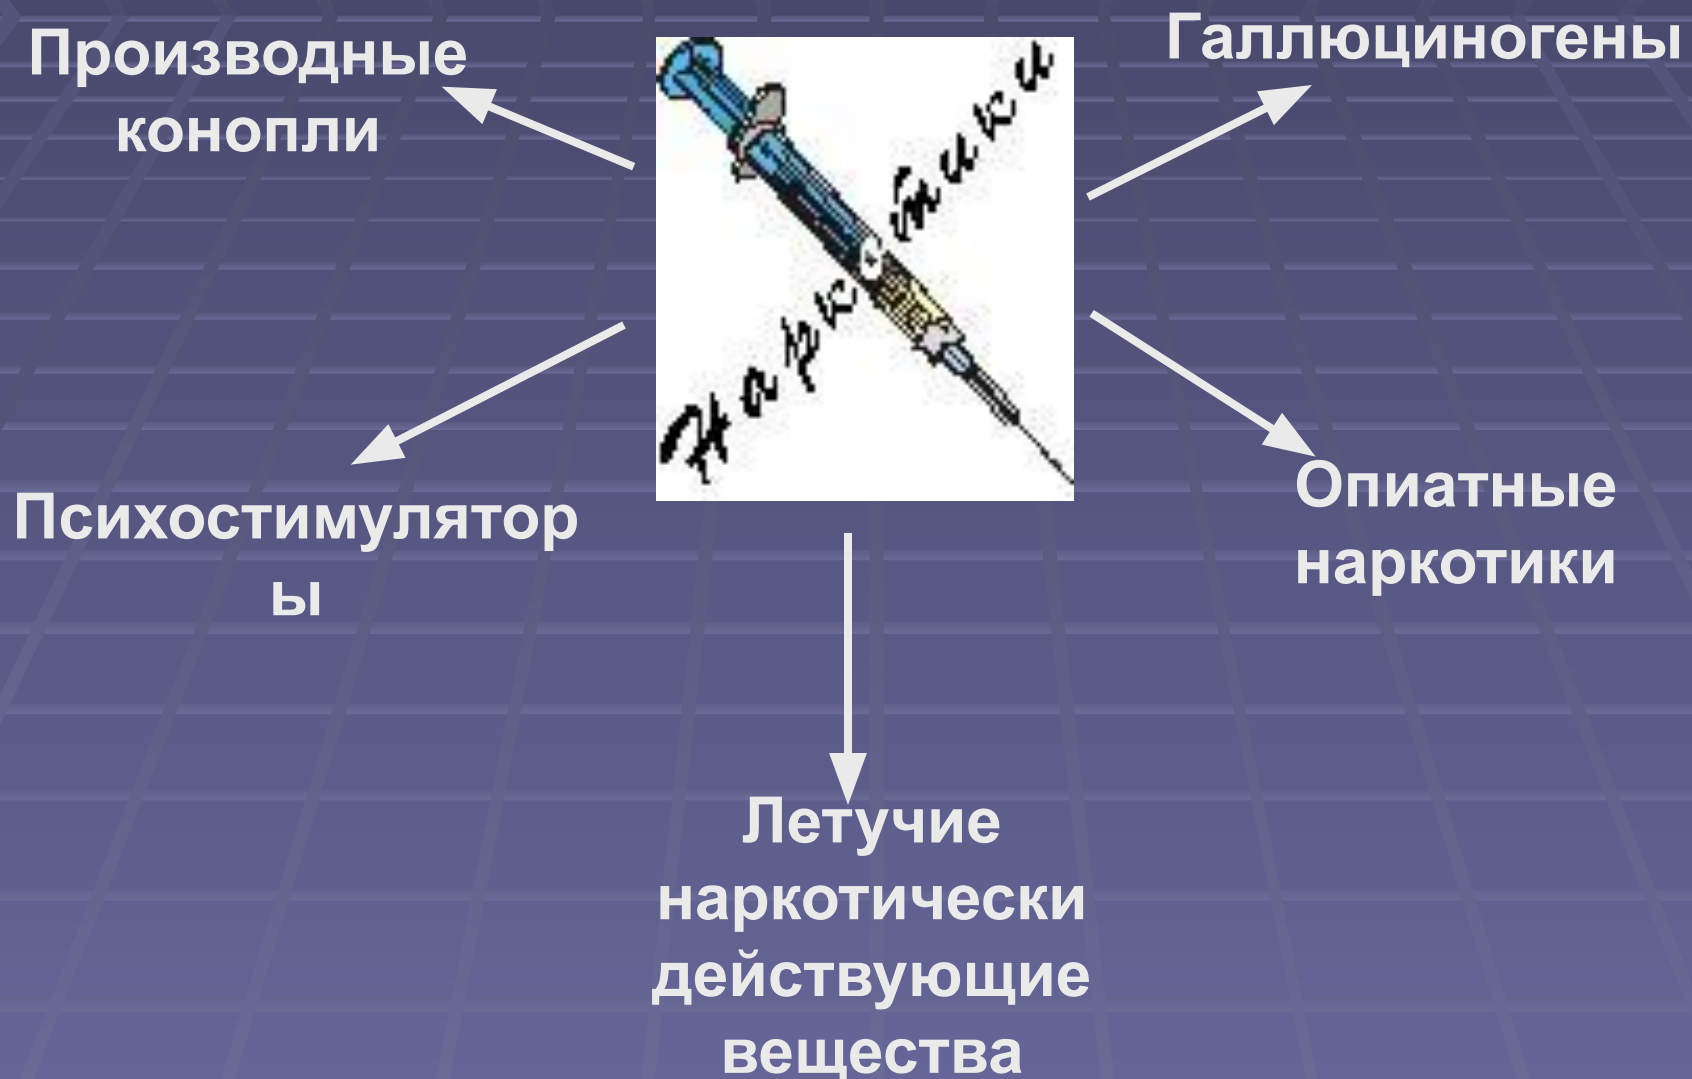 Производные
конопли
Галлюциногены
Наркотики
Психостимулятор
ы
Опиатные
наркотики
Летучие
наркотически
действующие
вещества